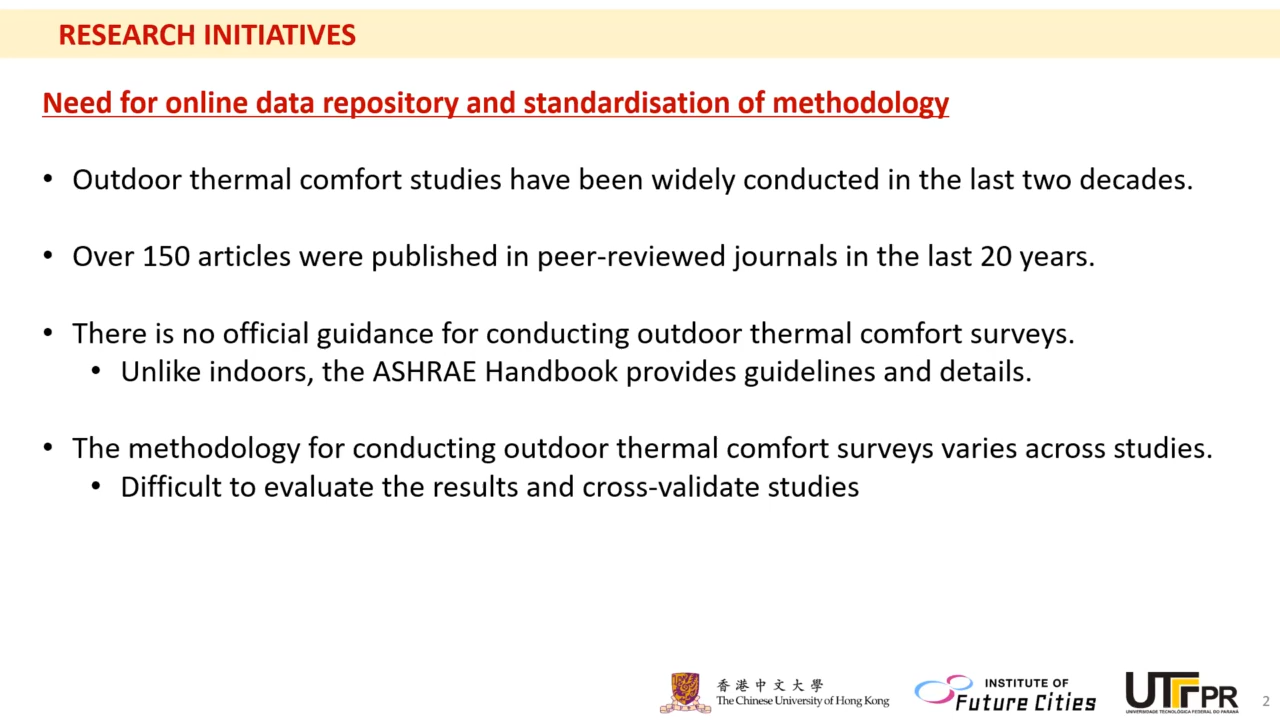 RESEARCH INITIATIVES
Need for online data repository and standardisation of methodology
• Outdoor thermal comfort studies have been widely conducted in the last two decades.
• Over 150 articles were published in peer-reviewed journals in the last 20 years.
• There is no official guidance for conducting outdoor thermal comfort surveys.
• Unlike indoors, the ASHRAE Handbook provides guidelines and details.
• The methodology for conducting outdoor thermal comfort surveys varies across studies.
• Difficult to evaluate the results and cross-validate studies
香港中文大學
The Chinese University of Hong Kong
INSTITUTE OF
Future Cities
UTFPR
UNIVERSIDADE TECNOLÓGICA FEDERAL DO PARANÁ
2